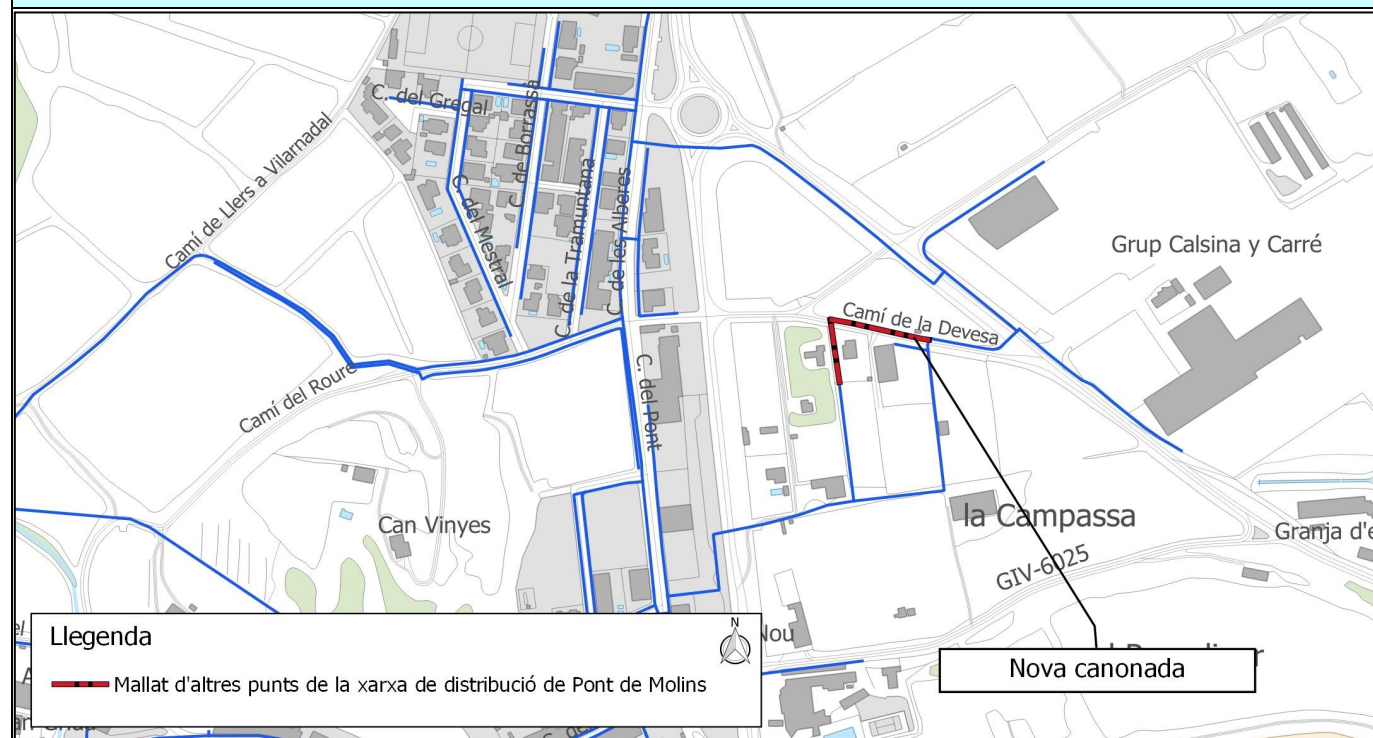 C. del Gregal
C. de Borrassà
Camí de Llers a Vilarnadal
C. del Mestral
C. de la Tramuntana
C. de les Alberes
Grup Calsina y Carré
Camí de la Devesa
Camí del Roure
C. del Pont
Can Vinyes
la Campassa
Granja d'e
GIV-6025
Nou
Nova canonada
Llegenda
N
Mallat d'altres punts de la xarxa de distribució de Pont de Molins